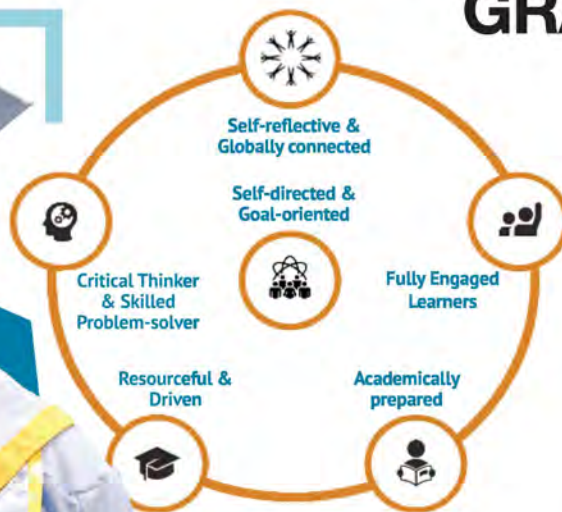 GRA
Self-reflective &
Globally connected
Self-directed &
Goal-oriented
Critical Thinker
& Skilled
Problem-solver
Fully Engaged
Learners
Resourceful &
Driven
Academically
prepared